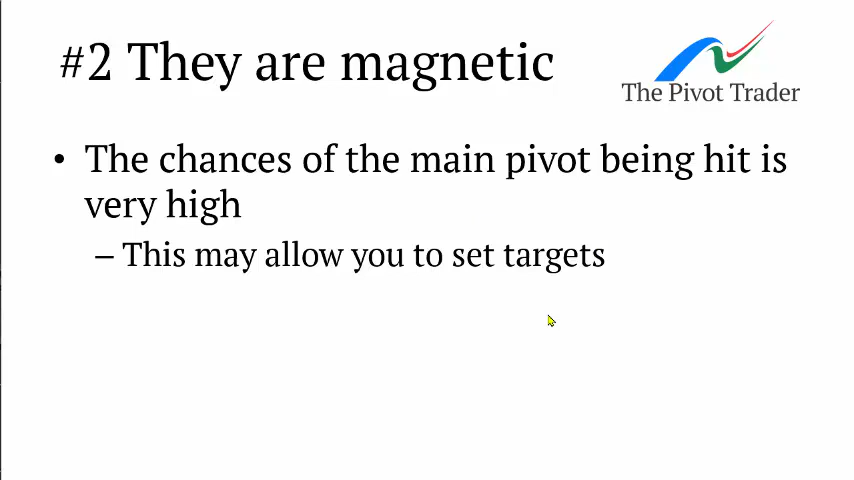 #2 They are magnetic
The Pivot Trader
• The chances of the main pivot being hit is
very high
– This may allow you to set targets